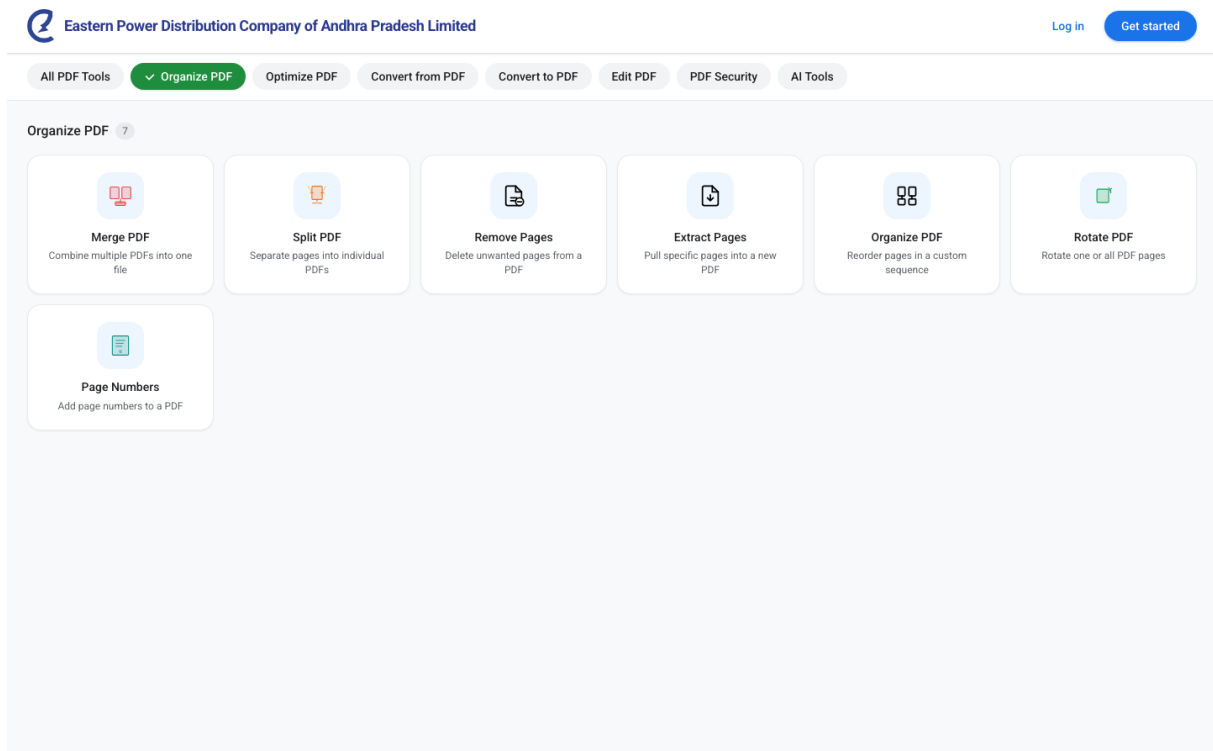 Eastern Power Distribution Company of Andhra Pradesh Limited
Log in
Get started
All PDF Tools
Organize PDF
Optimize PDF
Convert from PDF
Convert to PDF
Edit PDF
PDF Security
AI Tools
Organize PDF 7
Merge PDF
Combine multiple PDFs into one
file
Split PDF
Separate pages into individual
PDFs
Remove Pages
Delete unwanted pages from a
PDF
Extract Pages
Pull specific pages into a new
PDF
Organize PDF
Reorder pages in a custom
sequence
Rotate PDF
Rotate one or all PDF pages
Page Numbers
Add page numbers to a PDF